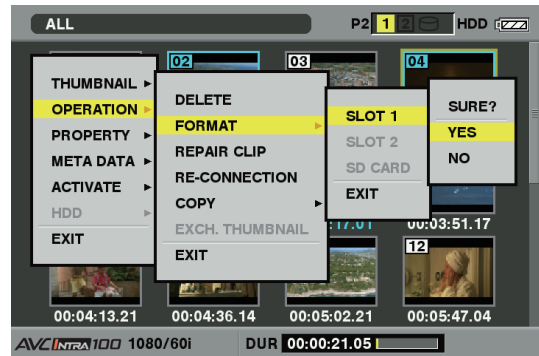 ALL
P2 1 2 HDD
02
03
04
THUMBNAIL
OPERATION
PROPERTY
META DATA
ACTIVATE
HDD
EXIT
DELETE
FORMAT
REPAIR CLIP
RE-CONNECTION
COPY
EXCH. THUMBNAIL
EXIT
SLOT 1
SLOT 2
SD CARD
EXIT
SURE?
YES
NO
:17.01
00:03:51.17
12
00:04:13.21
00:04:36.14
00:05:02.21
00:05:47.04
AVC INTRA 100 1080/60i DUR 00:00:21.05